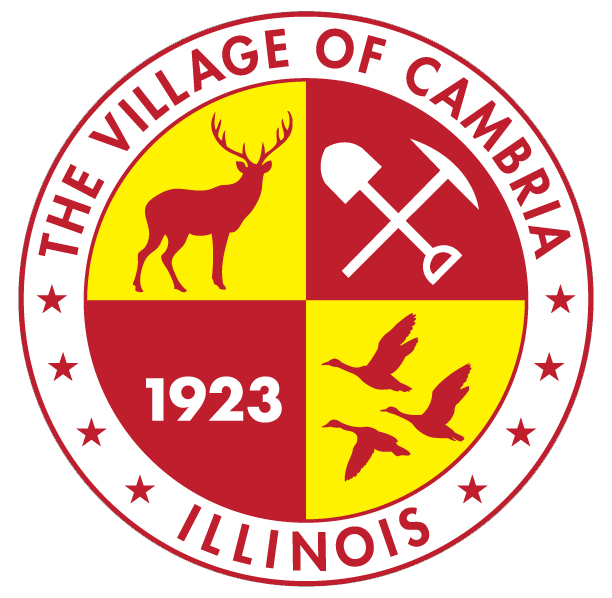 THE VILLAGE OF CAMBRIA
1923
ILLINOIS